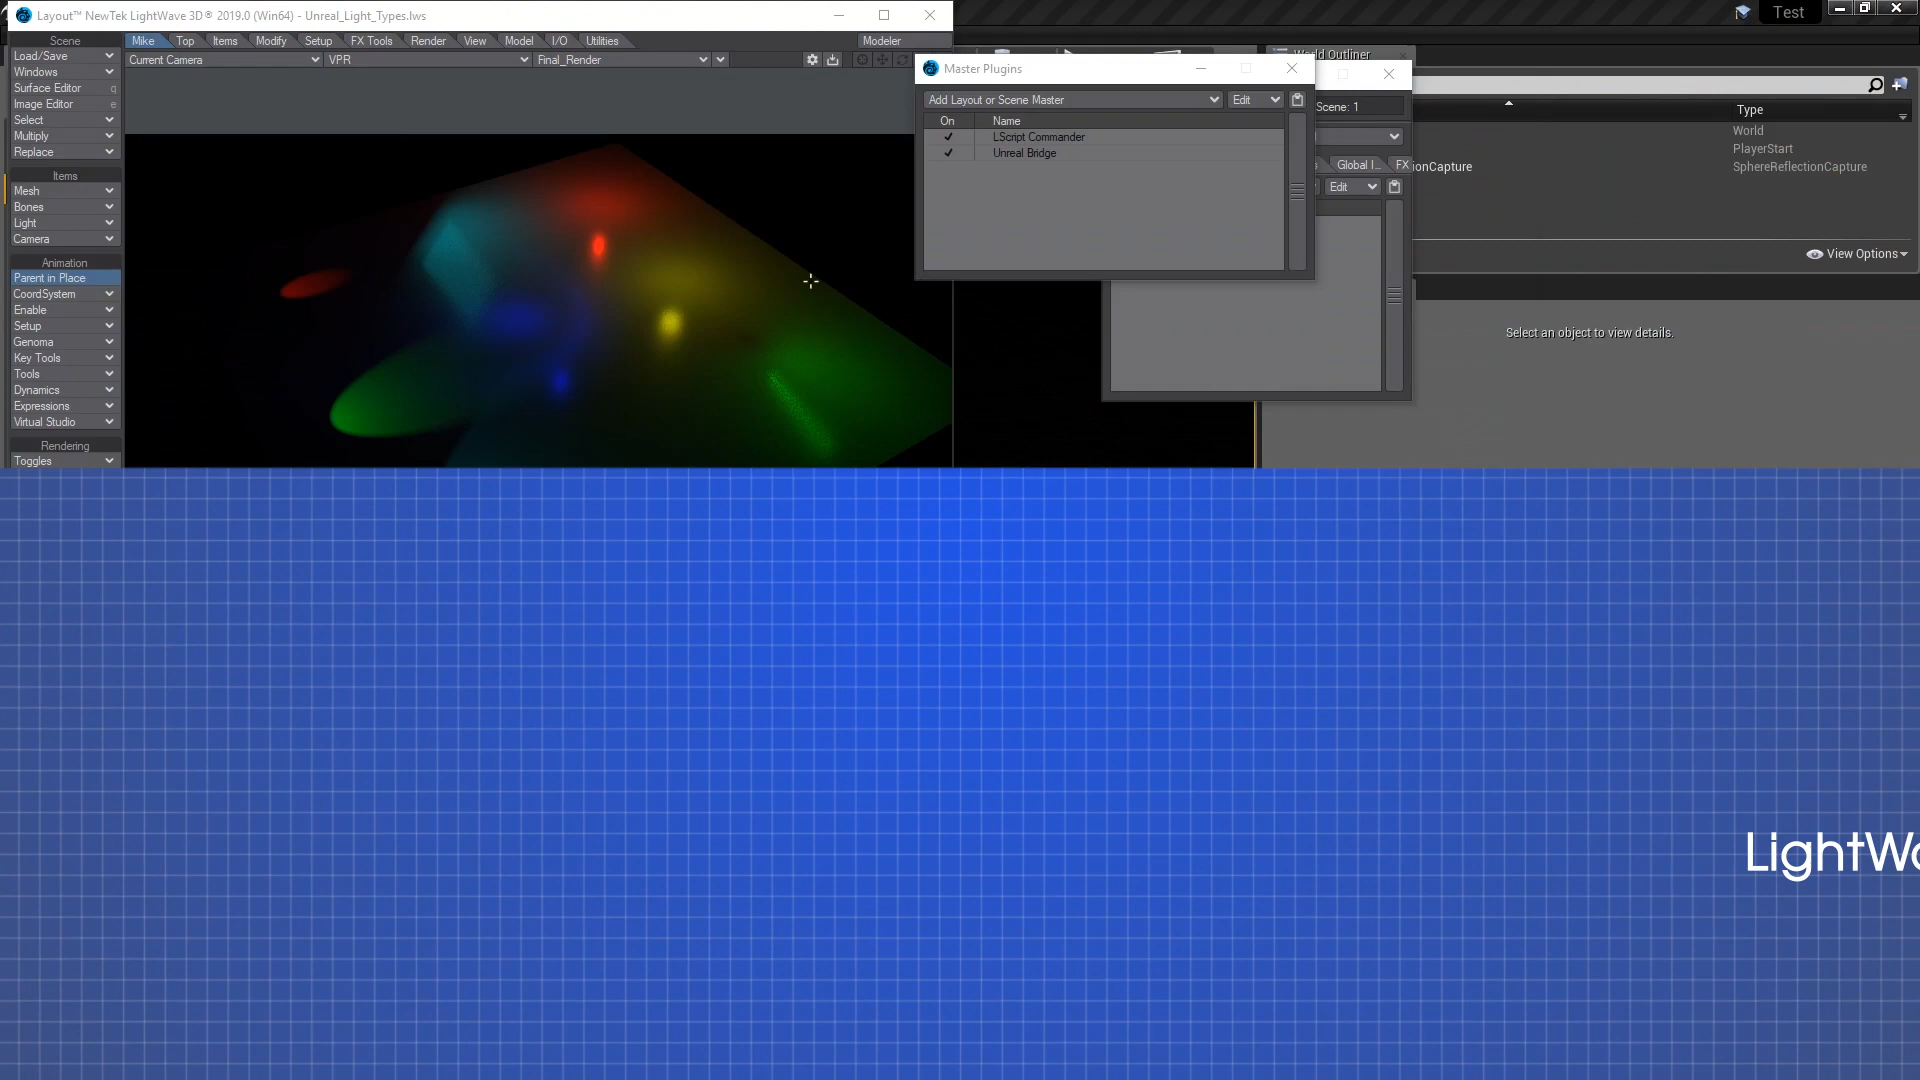 Layout™ NewTek LightWave 3D® 2019.0 (Win64) - Unreal_Light_Types.lws
Test
Scene
Mike Top Items Modify Setup FX Tools Render View Model I/O Utilities Modeler
Load/Save
Current Camera VPR Final_Render
Windows
Surface Editor q
Image Editor e
Select
Multiply
Replace
Items
Mesh
Bones
Light
Camera
Animation
Parent in Place
CoordSystem
Enable
Setup
Genoma
Key Tools
Tools
Dynamics
Expressions
Virtual Studio
Rendering
Toggles
Master Plugins
Add Layout or Scene Master Edit
On Name
LScript Commander
Unreal Bridge
Scene: 1
Global I... FX
Edit
World Outliner
Type
World
PlayerStart
ionCapture SphereReflectionCapture
View Options
Select an object to view details.
LightWa